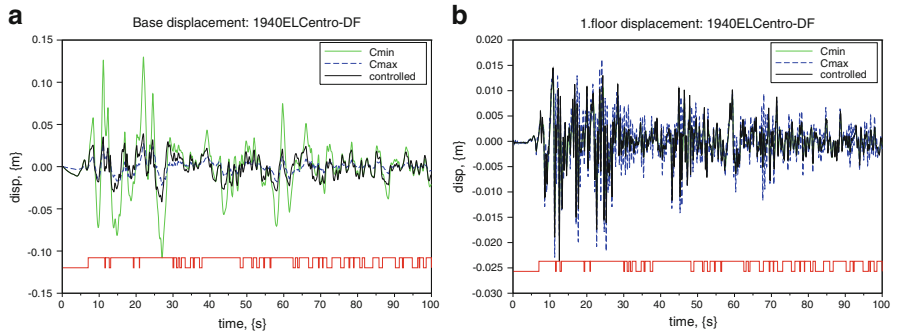 a
Base displacement: 1940ELCentro-DF
0.15
0.10
0.05
0.00
-0.05
-0.10
-0.15
disp, {m}
Cmin
Cmax
controlled
0 10 20 30 40 50 60 70 80 90 100
time, {s}
b
1.floor displacement: 1940ELCentro-DF
0.020
0.015
0.010
0.005
0.000
-0.005
-0.010
-0.015
-0.020
-0.025
-0.030
disp, {m}
Cmin
Cmax
controlled
0 10 20 30 40 50 60 70 80 90 100
time, {s}